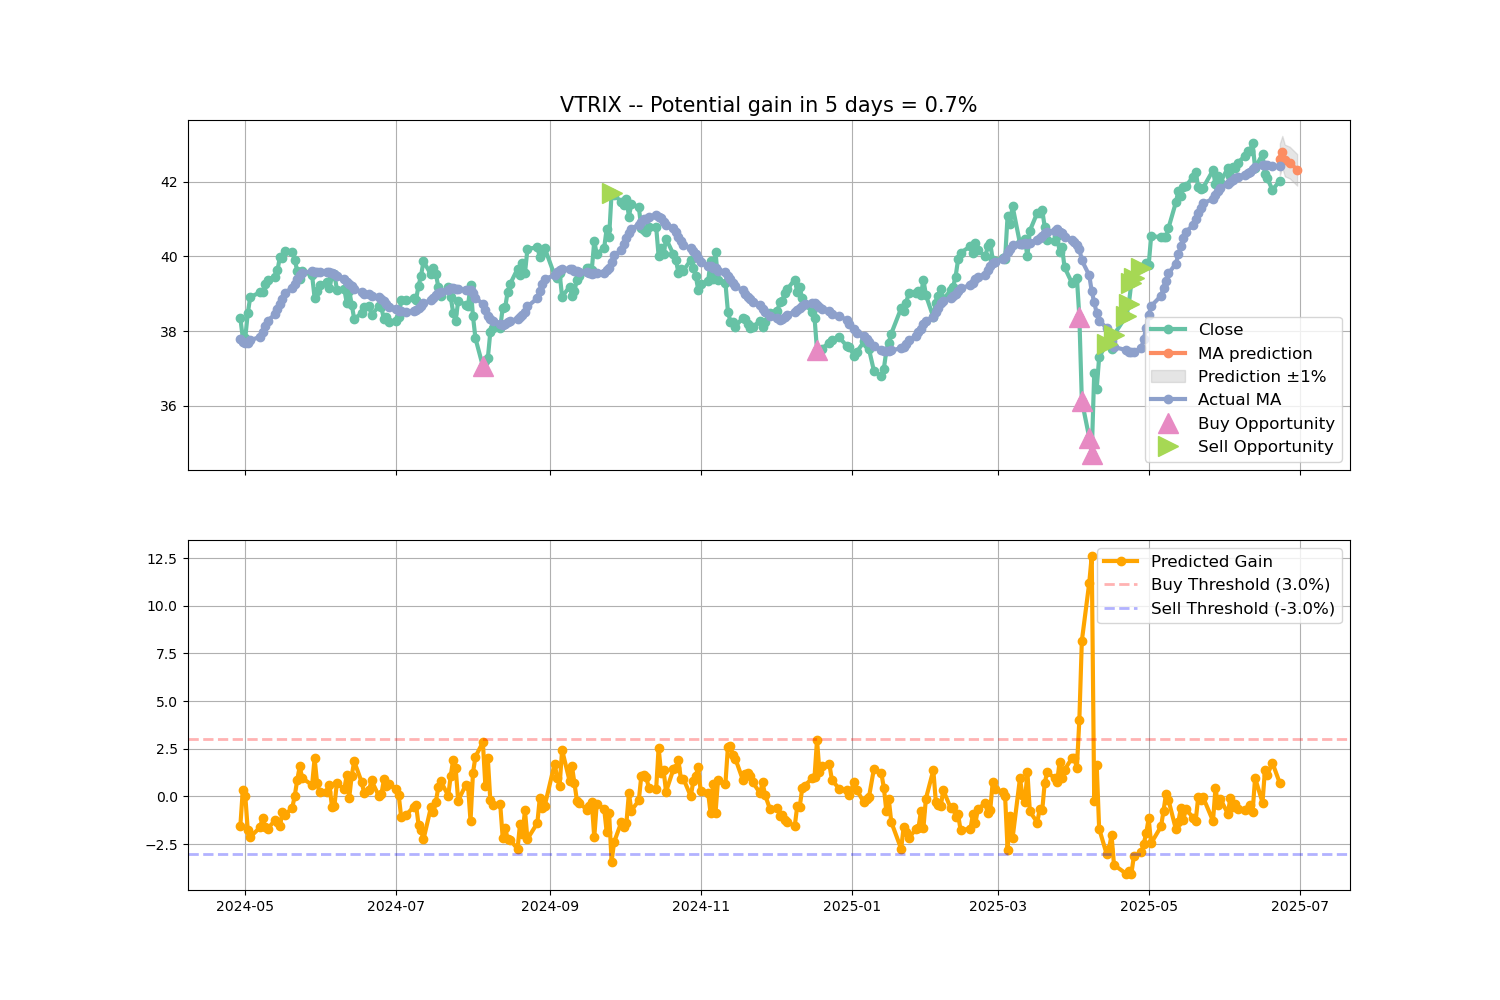 VTRIX -- Potential gain in 5 days = 0.7%
42
40
38
36
Close
MA prediction
Prediction ±1%
Actual MA
Buy Opportunity
Sell Opportunity
12.5
10.0
7.5
5.0
2.5
0.0
−2.5
Predicted Gain
Buy Threshold (3.0%)
Sell Threshold (-3.0%)
2024-05
2024-07
2024-09
2024-11
2025-01
2025-03
2025-05
2025-07